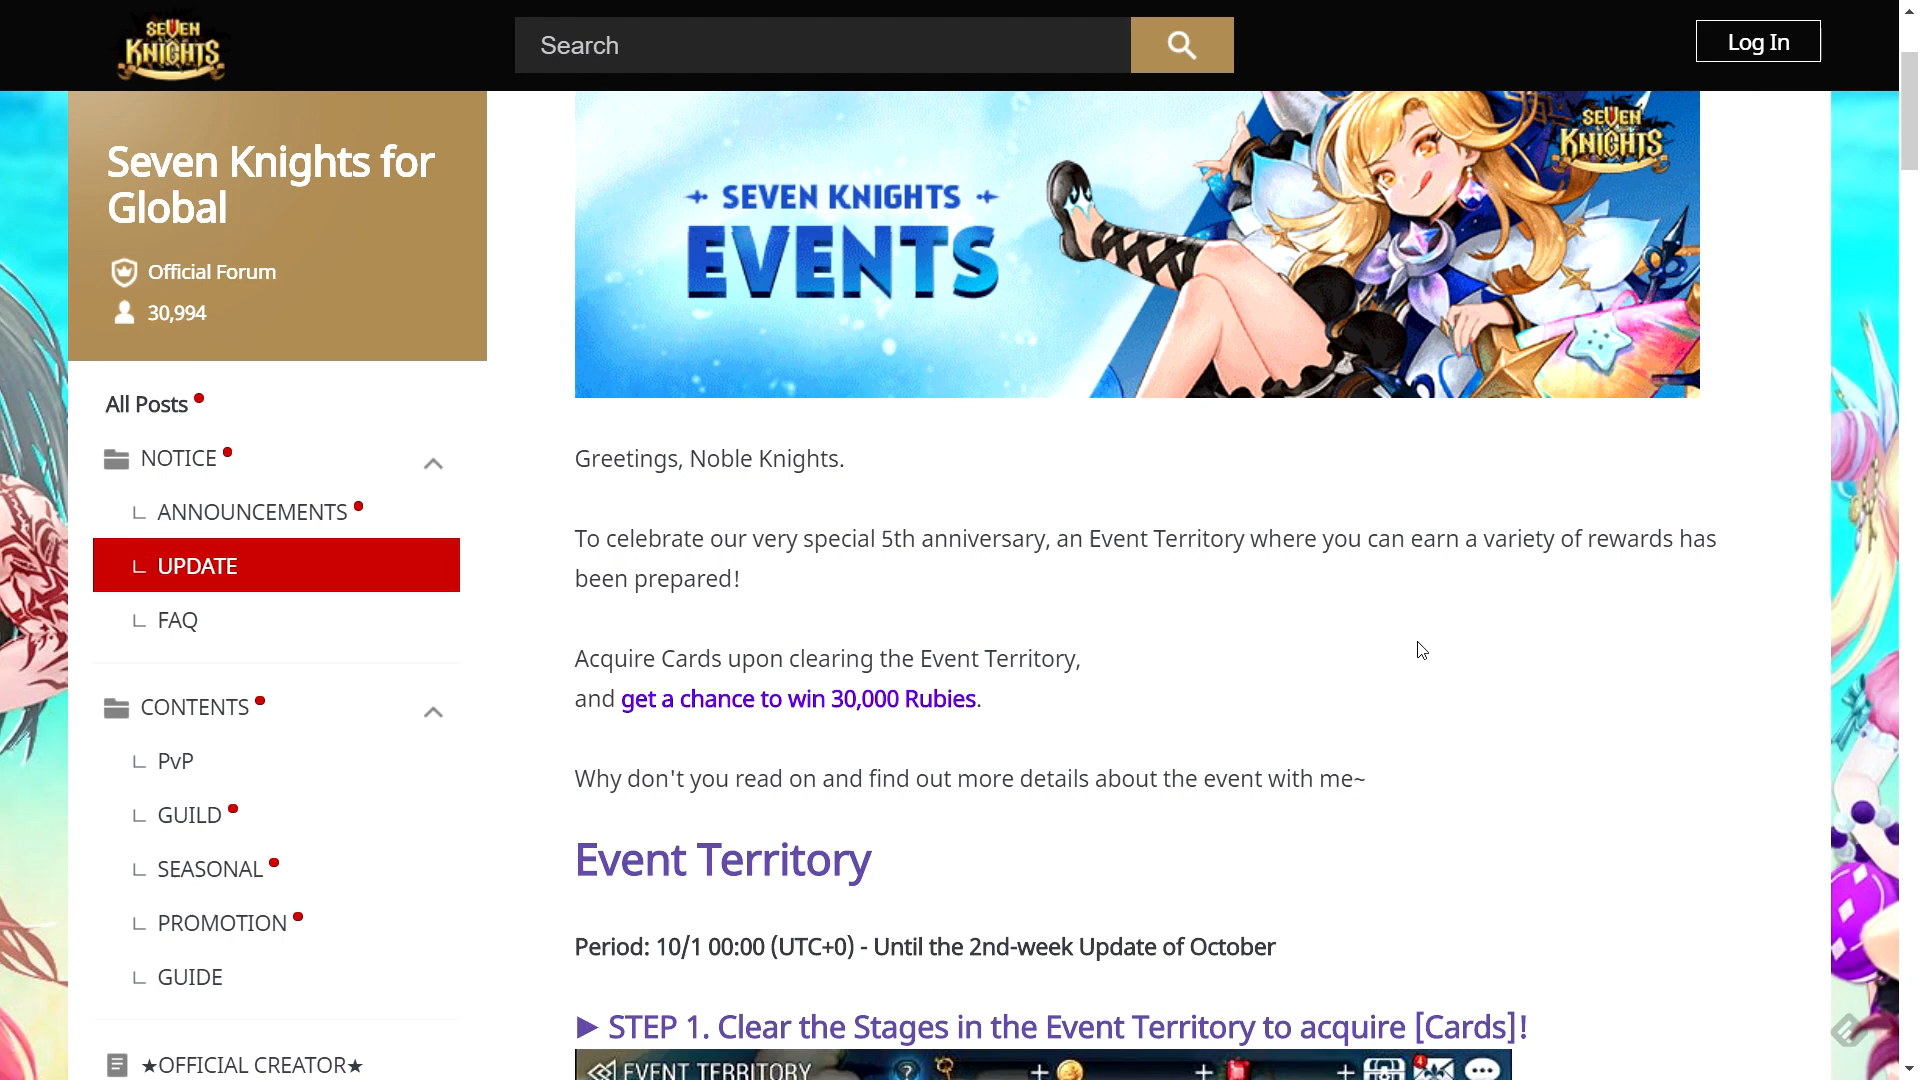 SEVEN KNIGHTS
Search
Log In
Seven Knights for
Global
Official Forum
30,994
All Posts
NOTICE
ANNOUNCEMENTS
UPDATE
FAQ
CONTENTS
PvP
GUILD
SEASONAL
PROMOTION
GUIDE
★OFFICIAL CREATOR★
SEVEN KNIGHTS
EVENTS
SEVEN KNIGHTS
Greetings, Noble Knights.
To celebrate our very special 5th anniversary, an Event Territory where you can earn a variety of rewards has
been prepared!
Acquire Cards upon clearing the Event Territory,
and get a chance to win 30,000 Rubies.
Why don't you read on and find out more details about the event with me~
Event Territory
Period: 10/1 00:00 (UTC+0) - Until the 2nd-week Update of October
▶ STEP 1. Clear the Stages in the Event Territory to acquire [Cards]!
EVENT TERRITORY ? + + + 4